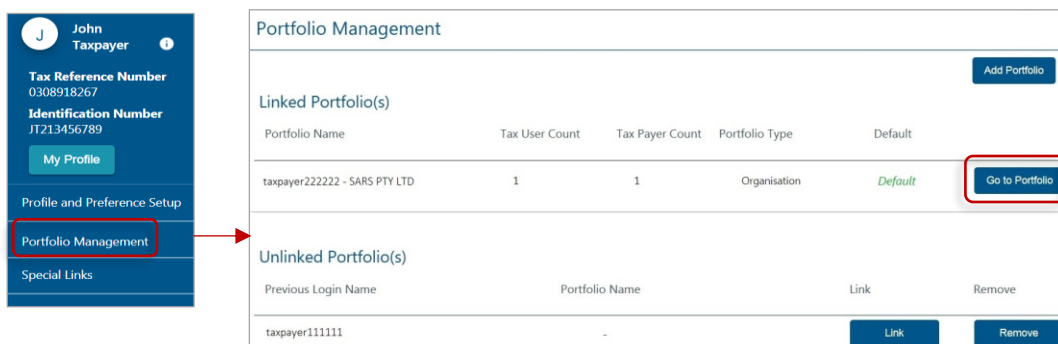 J
John
Taxpayer
i
Tax Reference Number
0308918267
Identification Number
JT213456789
My Profile
Profile and Preference Setup
Portfolio Management
Special Links
Portfolio Management
Add Portfolio
Linked Portfolio(s)
Portfolio Name Tax User Count Tax Payer Count Portfolio Type Default
taxpayer222222 - SARS PTY LTD 1 1 Organisation Default Go to Portfolio
Unlinked Portfolio(s)
Previous Login Name Portfolio Name Link Remove
taxpayer111111 - Link Remove